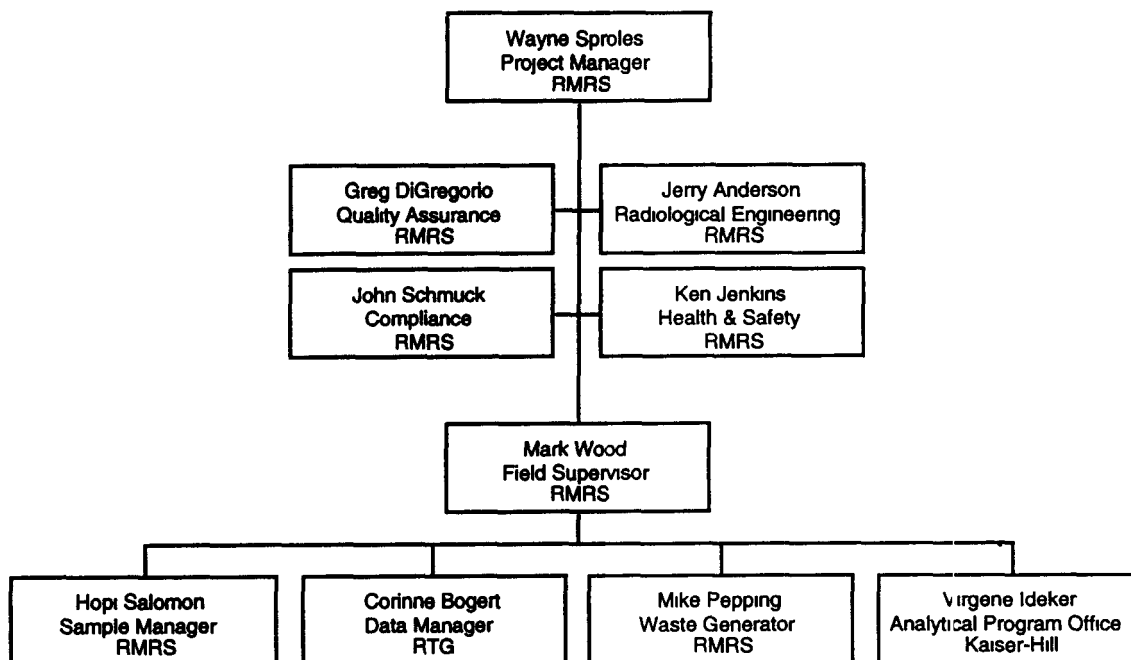 Wayne Sproles
Project Manager
RMRS
Greg DiGregorio
Quality Assurance
RMRS
Jerry Anderson
Radiological Engineering
RMRS
John Schmuck
Compliance
RMRS
Ken Jenkins
Health & Safety
RMRS
Mark Wood
Field Supervisor
RMRS
Hopi Salomon
Sample Manager
RMRS
Corinne Bogert
Data Manager
RTG
Mike Pepping
Waste Generator
RMRS
Virgene Ideker
Analytical Program Office
Kaiser-Hill